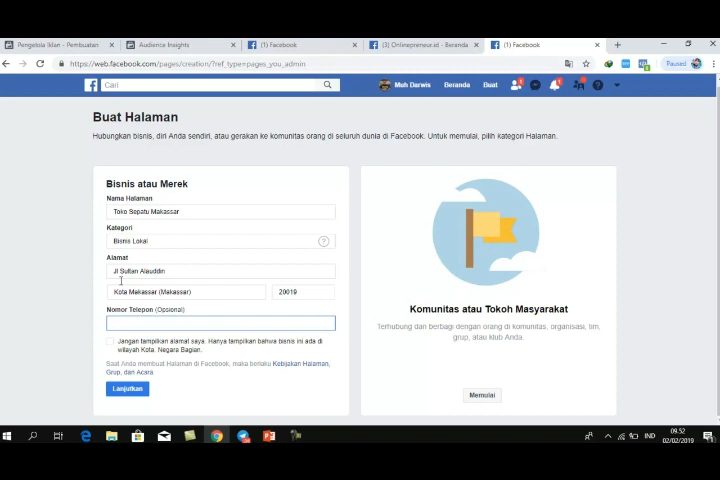 Pengelola Iklan - Pembuatan
Audience Insights
(1) Facebook
(3) Onlinepreneur.id - Beranda
(1) Facebook
https://web.facebook.com/pages/creation/?ref_type=pages_you_admin
Paused
Cari
Muh Darwis
Beranda
Buat
Buat Halaman
Hubungkan bisnis, diri Anda sendiri, atau gerakan ke komunitas orang di seluruh dunia di Facebook. Untuk memulai, pilih kategori Halaman.
Bisnis atau Merek
Nama Halaman
Toko Sepatu Makassar
Kategori
Bisnis Lokal
Alamat
Jl Sultan Alauddin
Kota Makassar (Makassar)
20019
Nomor Telepon (Opsional)
Jangan tampilkan alamat saya. Hanya tampilkan bahwa bisnis ini ada di
wilayah Kota. Negara Bagian.
Saat Anda membuat Halaman di Facebook, maka berlaku Kebijakan Halaman,
Grup, dan Acara.
Lanjutkan
Komunitas atau Tokoh Masyarakat
Terhubung dan berbagi dengan orang di komunitas, organisasi, tim,
grup, atau klub Anda.
Memulai
IND
09.52
02/02/2019